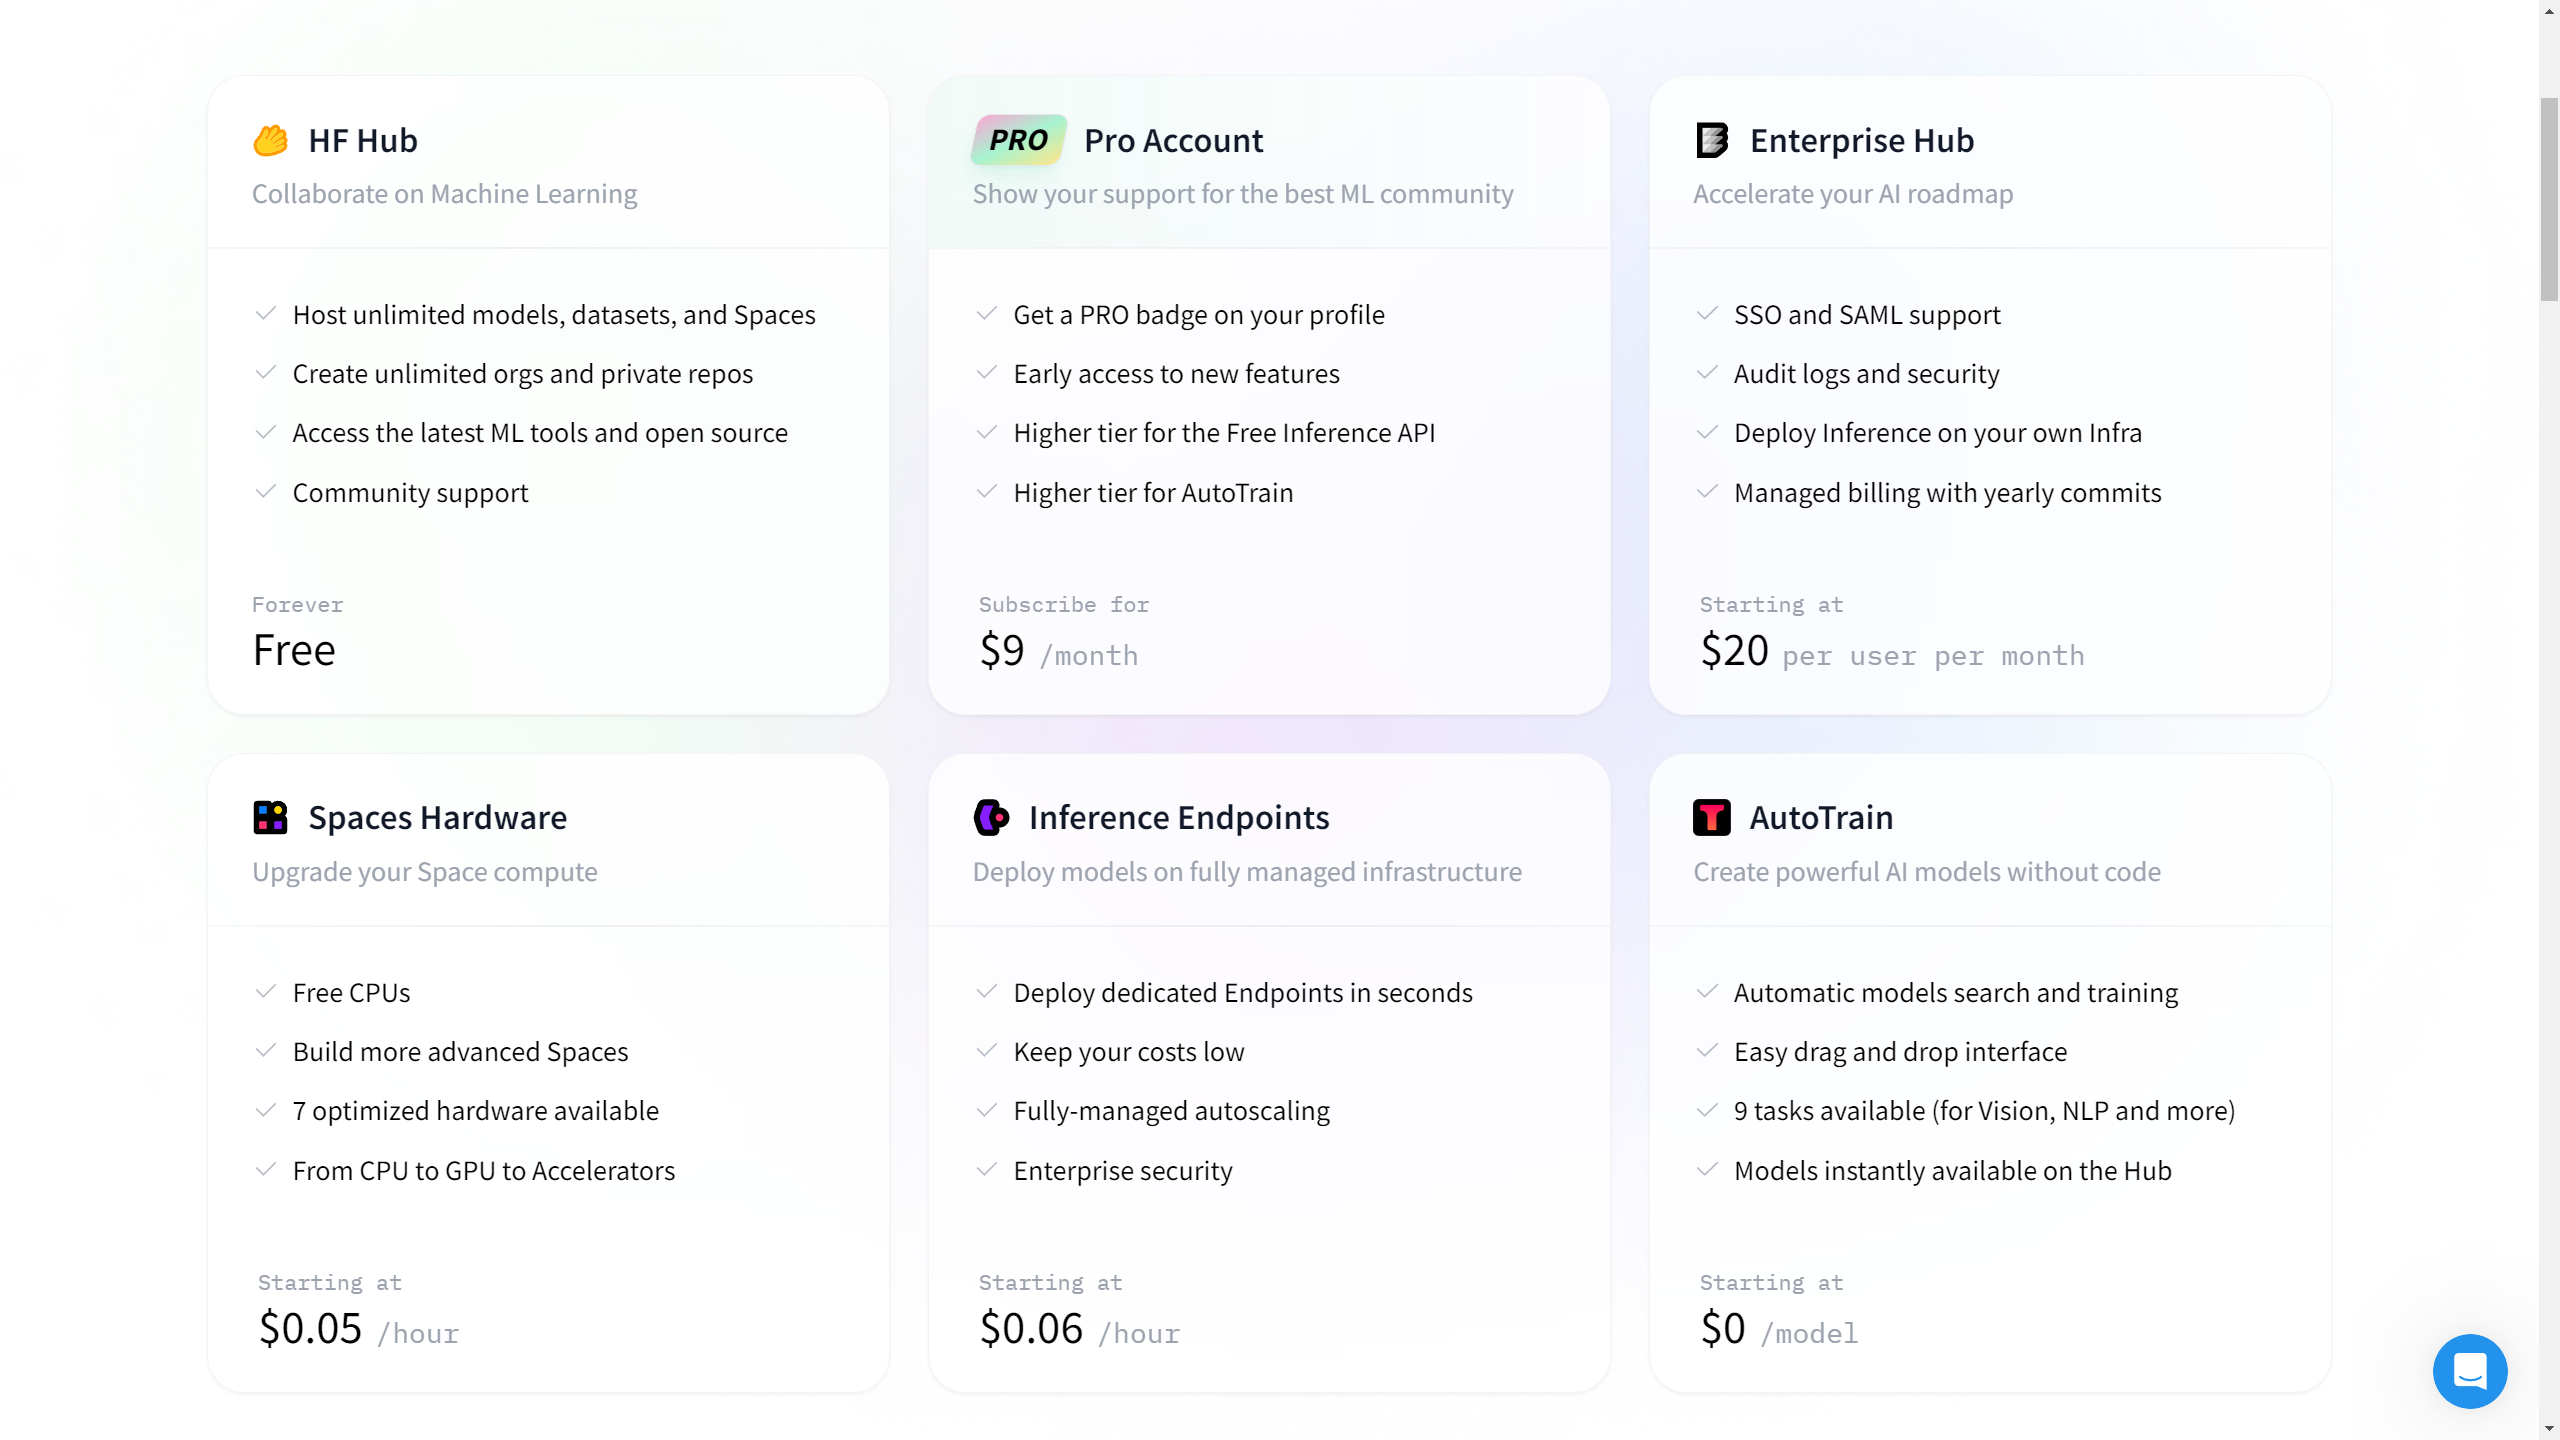 HF Hub
Collaborate on Machine Learning
Host unlimited models, datasets, and Spaces
Create unlimited orgs and private repos
Access the latest ML tools and open source
Community support
Forever
Free
PRO Pro Account
Show your support for the best ML community
Get a PRO badge on your profile
Early access to new features
Higher tier for the Free Inference API
Higher tier for AutoTrain
Subscribe for
$9 /month
Enterprise Hub
Accelerate your AI roadmap
SSO and SAML support
Audit logs and security
Deploy Inference on your own Infra
Managed billing with yearly commits
Starting at
$20 per user per month
Spaces Hardware
Upgrade your Space compute
Free CPUs
Build more advanced Spaces
7 optimized hardware available
From CPU to GPU to Accelerators
Starting at
$0.05 /hour
Inference Endpoints
Deploy models on fully managed infrastructure
Deploy dedicated Endpoints in seconds
Keep your costs low
Fully-managed autoscaling
Enterprise security
Starting at
$0.06 /hour
AutoTrain
Create powerful AI models without code
Automatic models search and training
Easy drag and drop interface
9 tasks available (for Vision, NLP and more)
Models instantly available on the Hub
Starting at
$0 /model